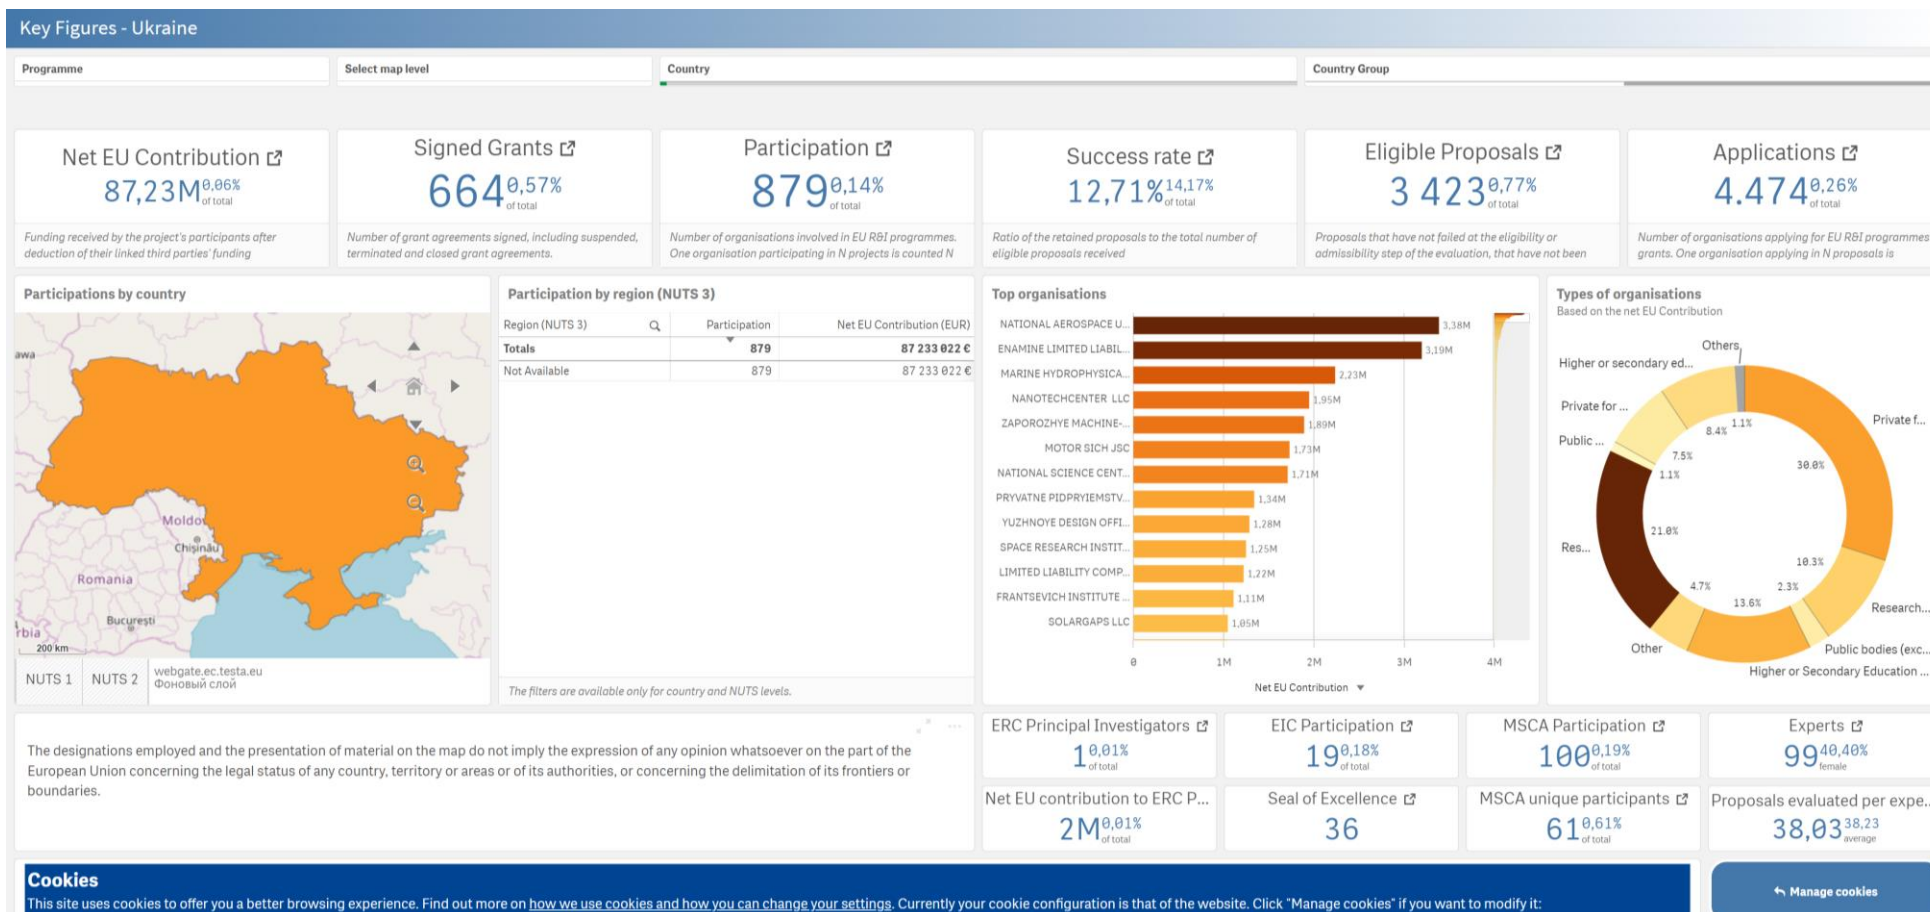 Key Figures - Ukraine
Programme
Select map level
Country
Country Group
Net EU Contribution
87,23M 0,06%
of total
Funding received by the project's participants after
deduction of their linked third parties' funding
Signed Grants
664 0,57%
of total
Number of grant agreements signed, including suspended,
terminated and closed grant agreements.
Participation
879 0,14%
of total
Number of organisations involved in EU R&I programmes.
One organisation participating in N projects is counted N
Success rate
12,71% 14,17%
of total
Ratio of the retained proposals to the total number of
eligible proposals received
Eligible Proposals
3 423 0,77%
of total
Proposals that have not failed at the eligibility or
admissibility step of the evaluation, that have not been
Applications
4.474 0,26%
of total
Number of organisations applying for EU R&I programmes
grants. One organisation applying in N proposals is
Participations by country
awa
Moldo
Chișinău
Romania
București
rbia
200 km
NUTS 1
NUTS 2
webgate.ec.testa.eu
Фоновый слой
Participation by region (NUTS 3)
Region (NUTS 3) Participation Net EU Contribution (EUR)
Totals 879 87 233 022 €
Not Available 879 87 233 022 €
The filters are available only for country and NUTS levels.
Top organisations
NATIONAL AEROSPACE U... 3,38M
ENAMINE LIMITED LIABIL... 3,19M
MARINE HYDROPHYSICA... 2,23M
NANOTECHCENTER LLC 1,95M
ZAPOROZHYE MACHINE-... 1,89M
MOTOR SICH JSC 1,73M
NATIONAL SCIENCE CENT... 1,71M
PRYVATNE PIDPRYIEMSTV... 1,34M
YUZHNOYE DESIGN OFFI... 1,28M
SPACE RESEARCH INSTIT... 1,25M
LIMITED LIABILITY COMP... 1,22M
FRANTSEVICH INSTITUTE ... 1,11M
SOLARGAPS LLC 1,05M
0 1M 2M 3M 4M
Net EU Contribution
Types of organisations
Based on the net EU Contribution
Others
Higher or secondary ed...
Private for ...
Public ...
Private f...
8.4% 1.1%
7.5%
1.1%
30.0%
21.0%
Res...
10.3%
4.7%
2.3%
13.6%
Research...
Other
Public bodies (exc...
Higher or Secondary Education ...
The designations employed and the presentation of material on the map do not imply the expression of any opinion whatsoever on the part of the
European Union concerning the legal status of any country, territory or areas or of its authorities, or concerning the delimitation of its frontiers or
boundaries.
ERC Principal Investigators
1 0,01%
of total
EIC Participation
19 0,18%
of total
MSCA Participation
100 0,19%
of total
Experts
99 40,40%
female
Net EU contribution to ERC P...
2M 0,01%
of total
Seal of Excellence
36
MSCA unique participants
61 0,61%
of total
Proposals evaluated per expe...
38,03 38,23
average
Cookies
This site uses cookies to offer you a better browsing experience. Find out more on how we use cookies and how you can change your settings. Currently your cookie configuration is that of the website. Click "Manage cookies" if you want to modify it:
Manage cookies